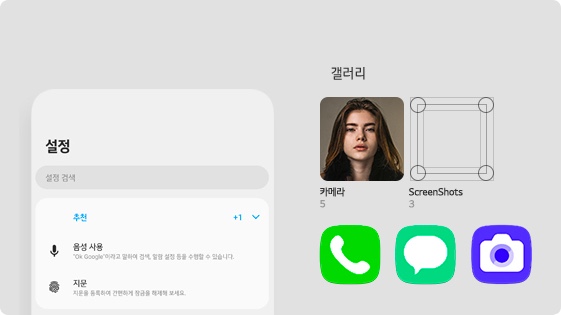 설정
설정 검색
추천
+1
음성 사용
"Ok Google"이라고 말하여 검색, 알람 설정 등을 수행할 수 있습니다.
지문
지문을 등록하여 간편하게 잠금을 해제해 보세요.
갤러리
카메라
5
ScreenShots
3